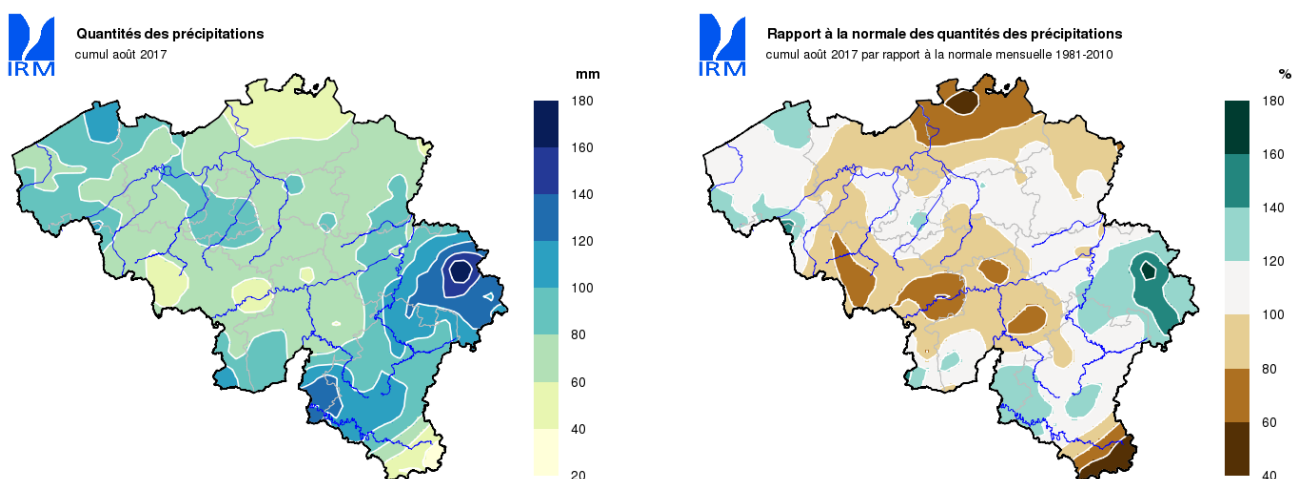 IRM
Quantités des précipitations
cumul août 2017
mm
180
160
140
120
100
80
60
40
20
IRM
Rapport à la normale des quantités des précipitations
cumul août 2017 par rapport à la normale mensuelle 1981-2010
%
180
160
140
120
100
80
60
40